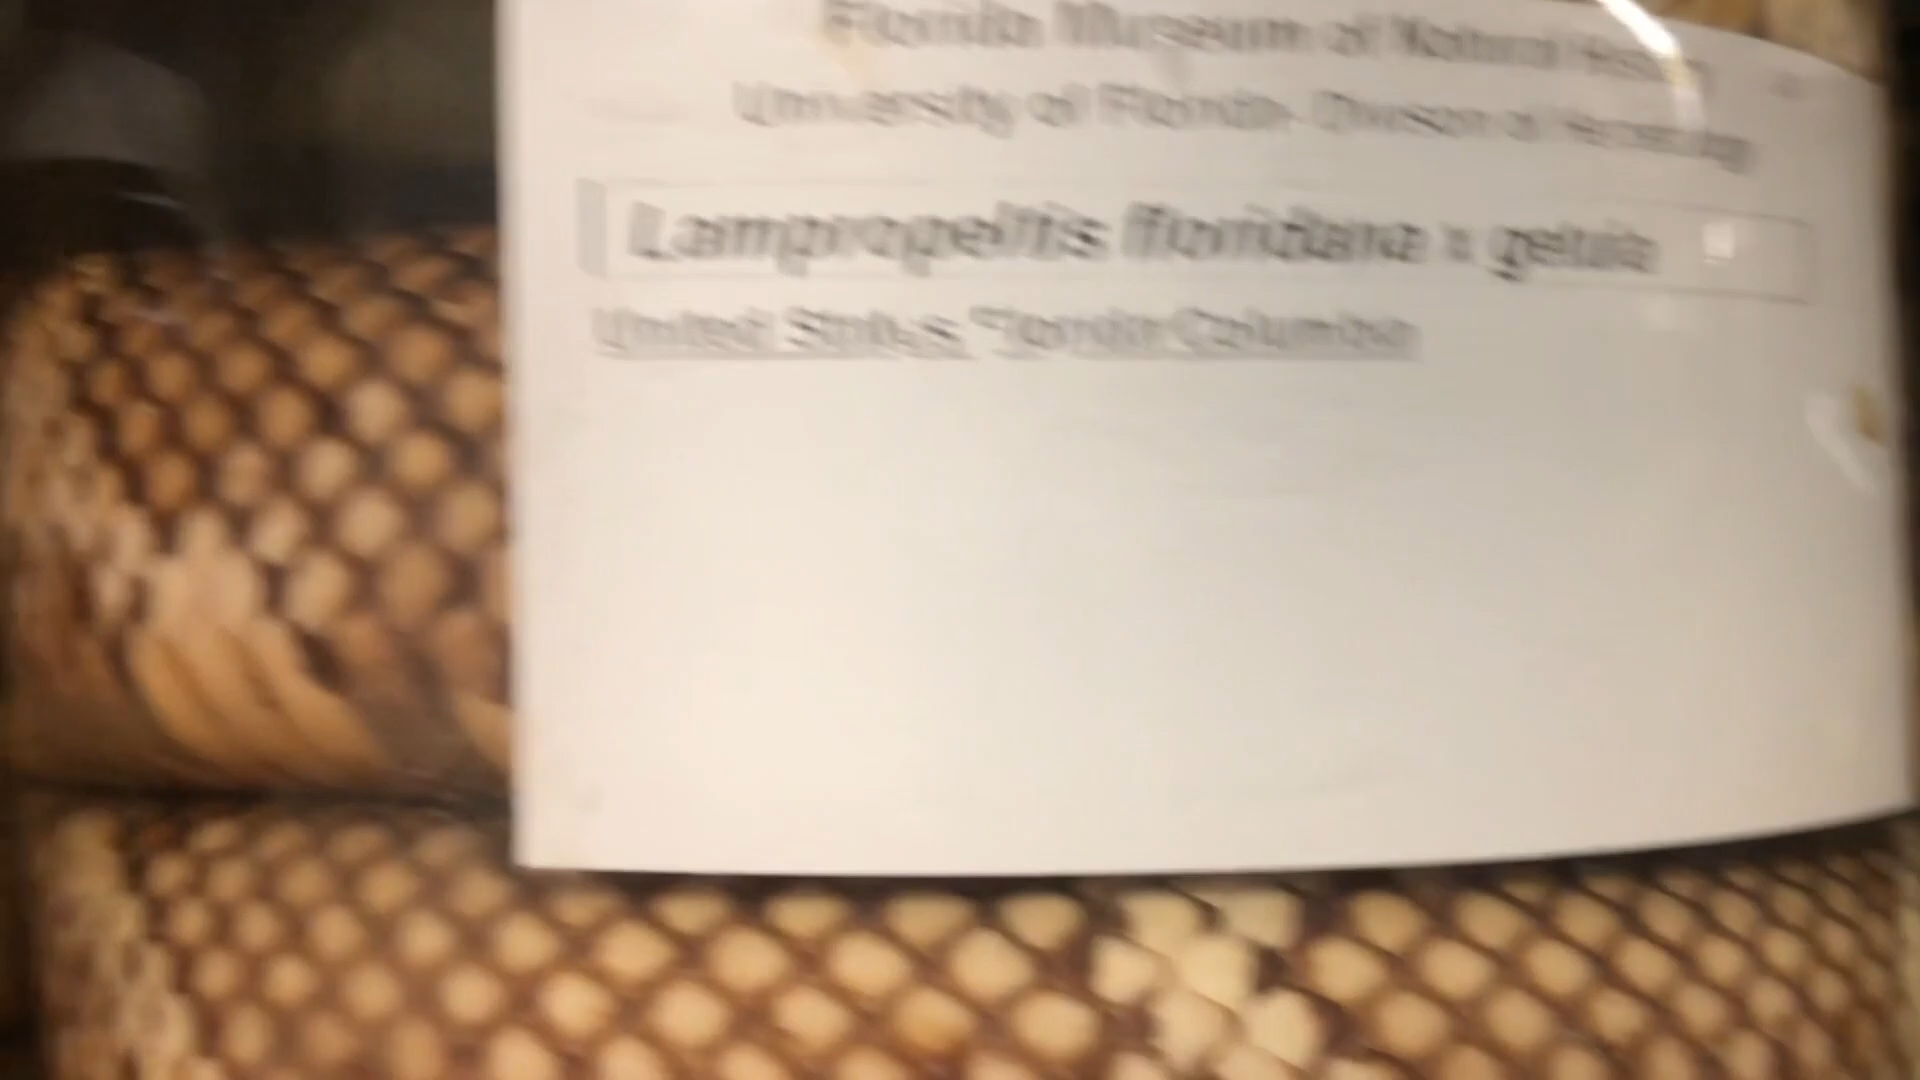 Florida Museum of Natural History
University of Florida Division of Herpetology
Lampropeltis floridana x getula
United States Florida Columbia